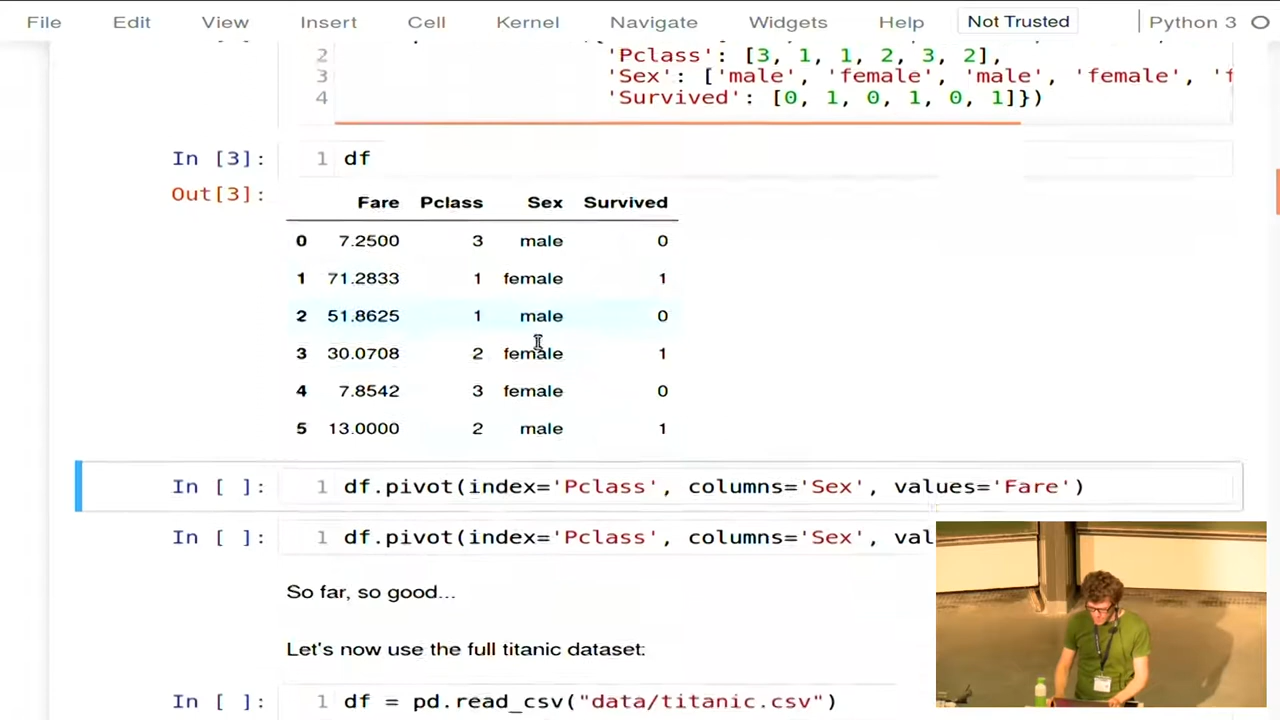 File Edit View Insert Cell Kernel Navigate Widgets Help Not Trusted Python 3
2 'Pclass': [3, 1, 1, 2, 3, 2],
3 'Sex': ['male', 'female', 'male', 'female', 'f
4 'Survived': [0, 1, 0, 1, 0, 1]})
In [3]: 1 df
Out[3]:
Fare Pclass Sex Survived
0 7.2500 3 male 0
1 71.2833 1 female 1
2 51.8625 1 male 0
3 30.0708 2 female 1
4 7.8542 3 female 0
5 13.0000 2 male 1
In [ ]: 1 df.pivot(index='Pclass', columns='Sex', values='Fare')
In [ ]: 1 df.pivot(index='Pclass', columns='Sex', val
So far, so good...
Let's now use the full titanic dataset:
In [ ]: 1 df = pd.read_csv("data/titanic.csv")